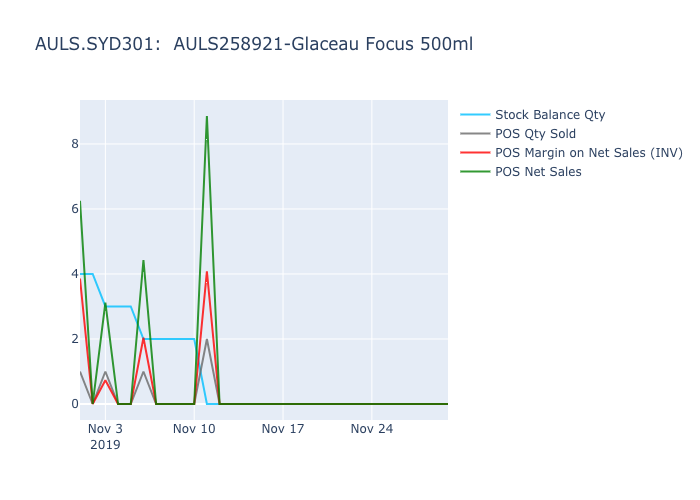 AULS.SYD301:  AULS258921-Glaceau Focus 500ml
Stock Balance Qty
POS Qty Sold
POS Margin on Net Sales (INV)
POS Net Sales
8
6
4
2
0
Nov 3
2019
Nov 10
Nov 17
Nov 24